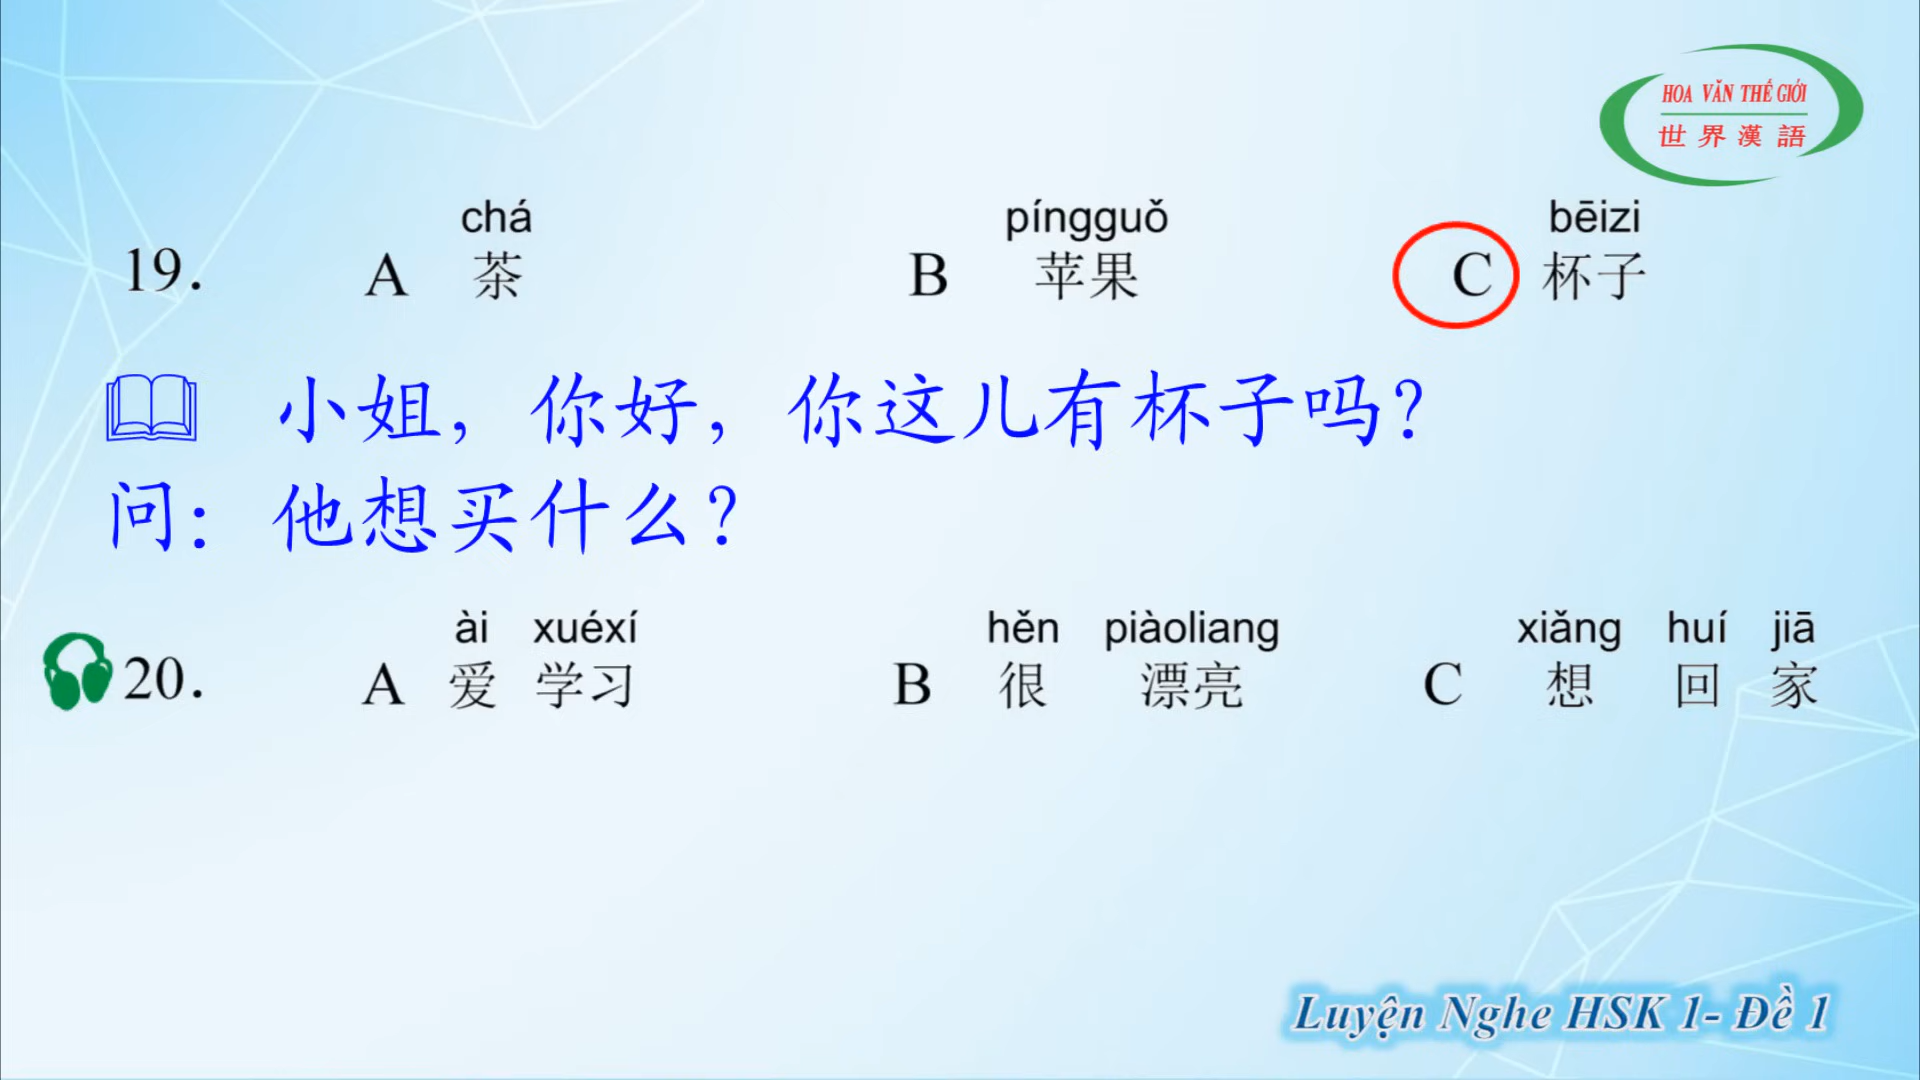 HOA VĂN THẾ GIỚI
世界漢語
chá píngguǒ bēizi
19. A 茶 B 苹果 C 杯子
小姐，你好，你这儿有杯子吗？
问：他想买什么？
ài xuéxí hěn piàoliang xiǎng huí jiā
20. A 爱 学习 B 很 漂亮 C 想 回 家
Luyện Nghe HSK 1- Đề 1